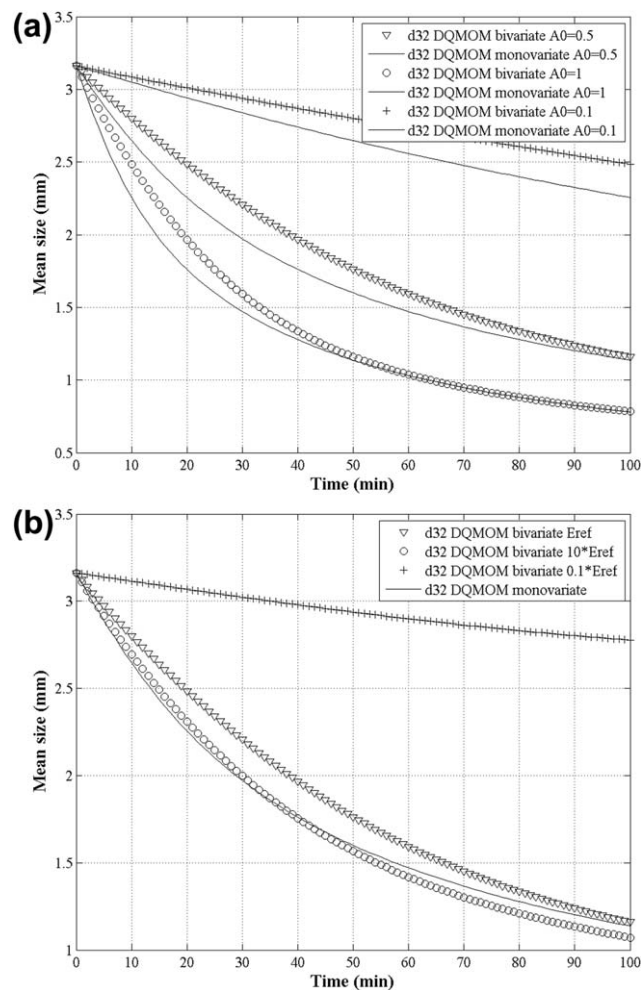 (a)
3.5
3
2.5
2
1.5
1
0.5
Mean size (mm)
d32 DQMOM bivariate A0=0.5
d32 DQMOM monovariate A0=0.5
d32 DQMOM bivariate A0=1
d32 DQMOM monovariate A0=1
d32 DQMOM bivariate A0=0.1
d32 DQMOM monovariate A0=0.1
0 10 20 30 40 50 60 70 80 90 100
Time (min)
(b)
3.5
3
2.5
2
1.5
1
Mean size (mm)
d32 DQMOM bivariate Eref
d32 DQMOM bivariate 10*Eref
d32 DQMOM bivariate 0.1*Eref
d32 DQMOM monovariate
0 10 20 30 40 50 60 70 80 90 100
Time (min)